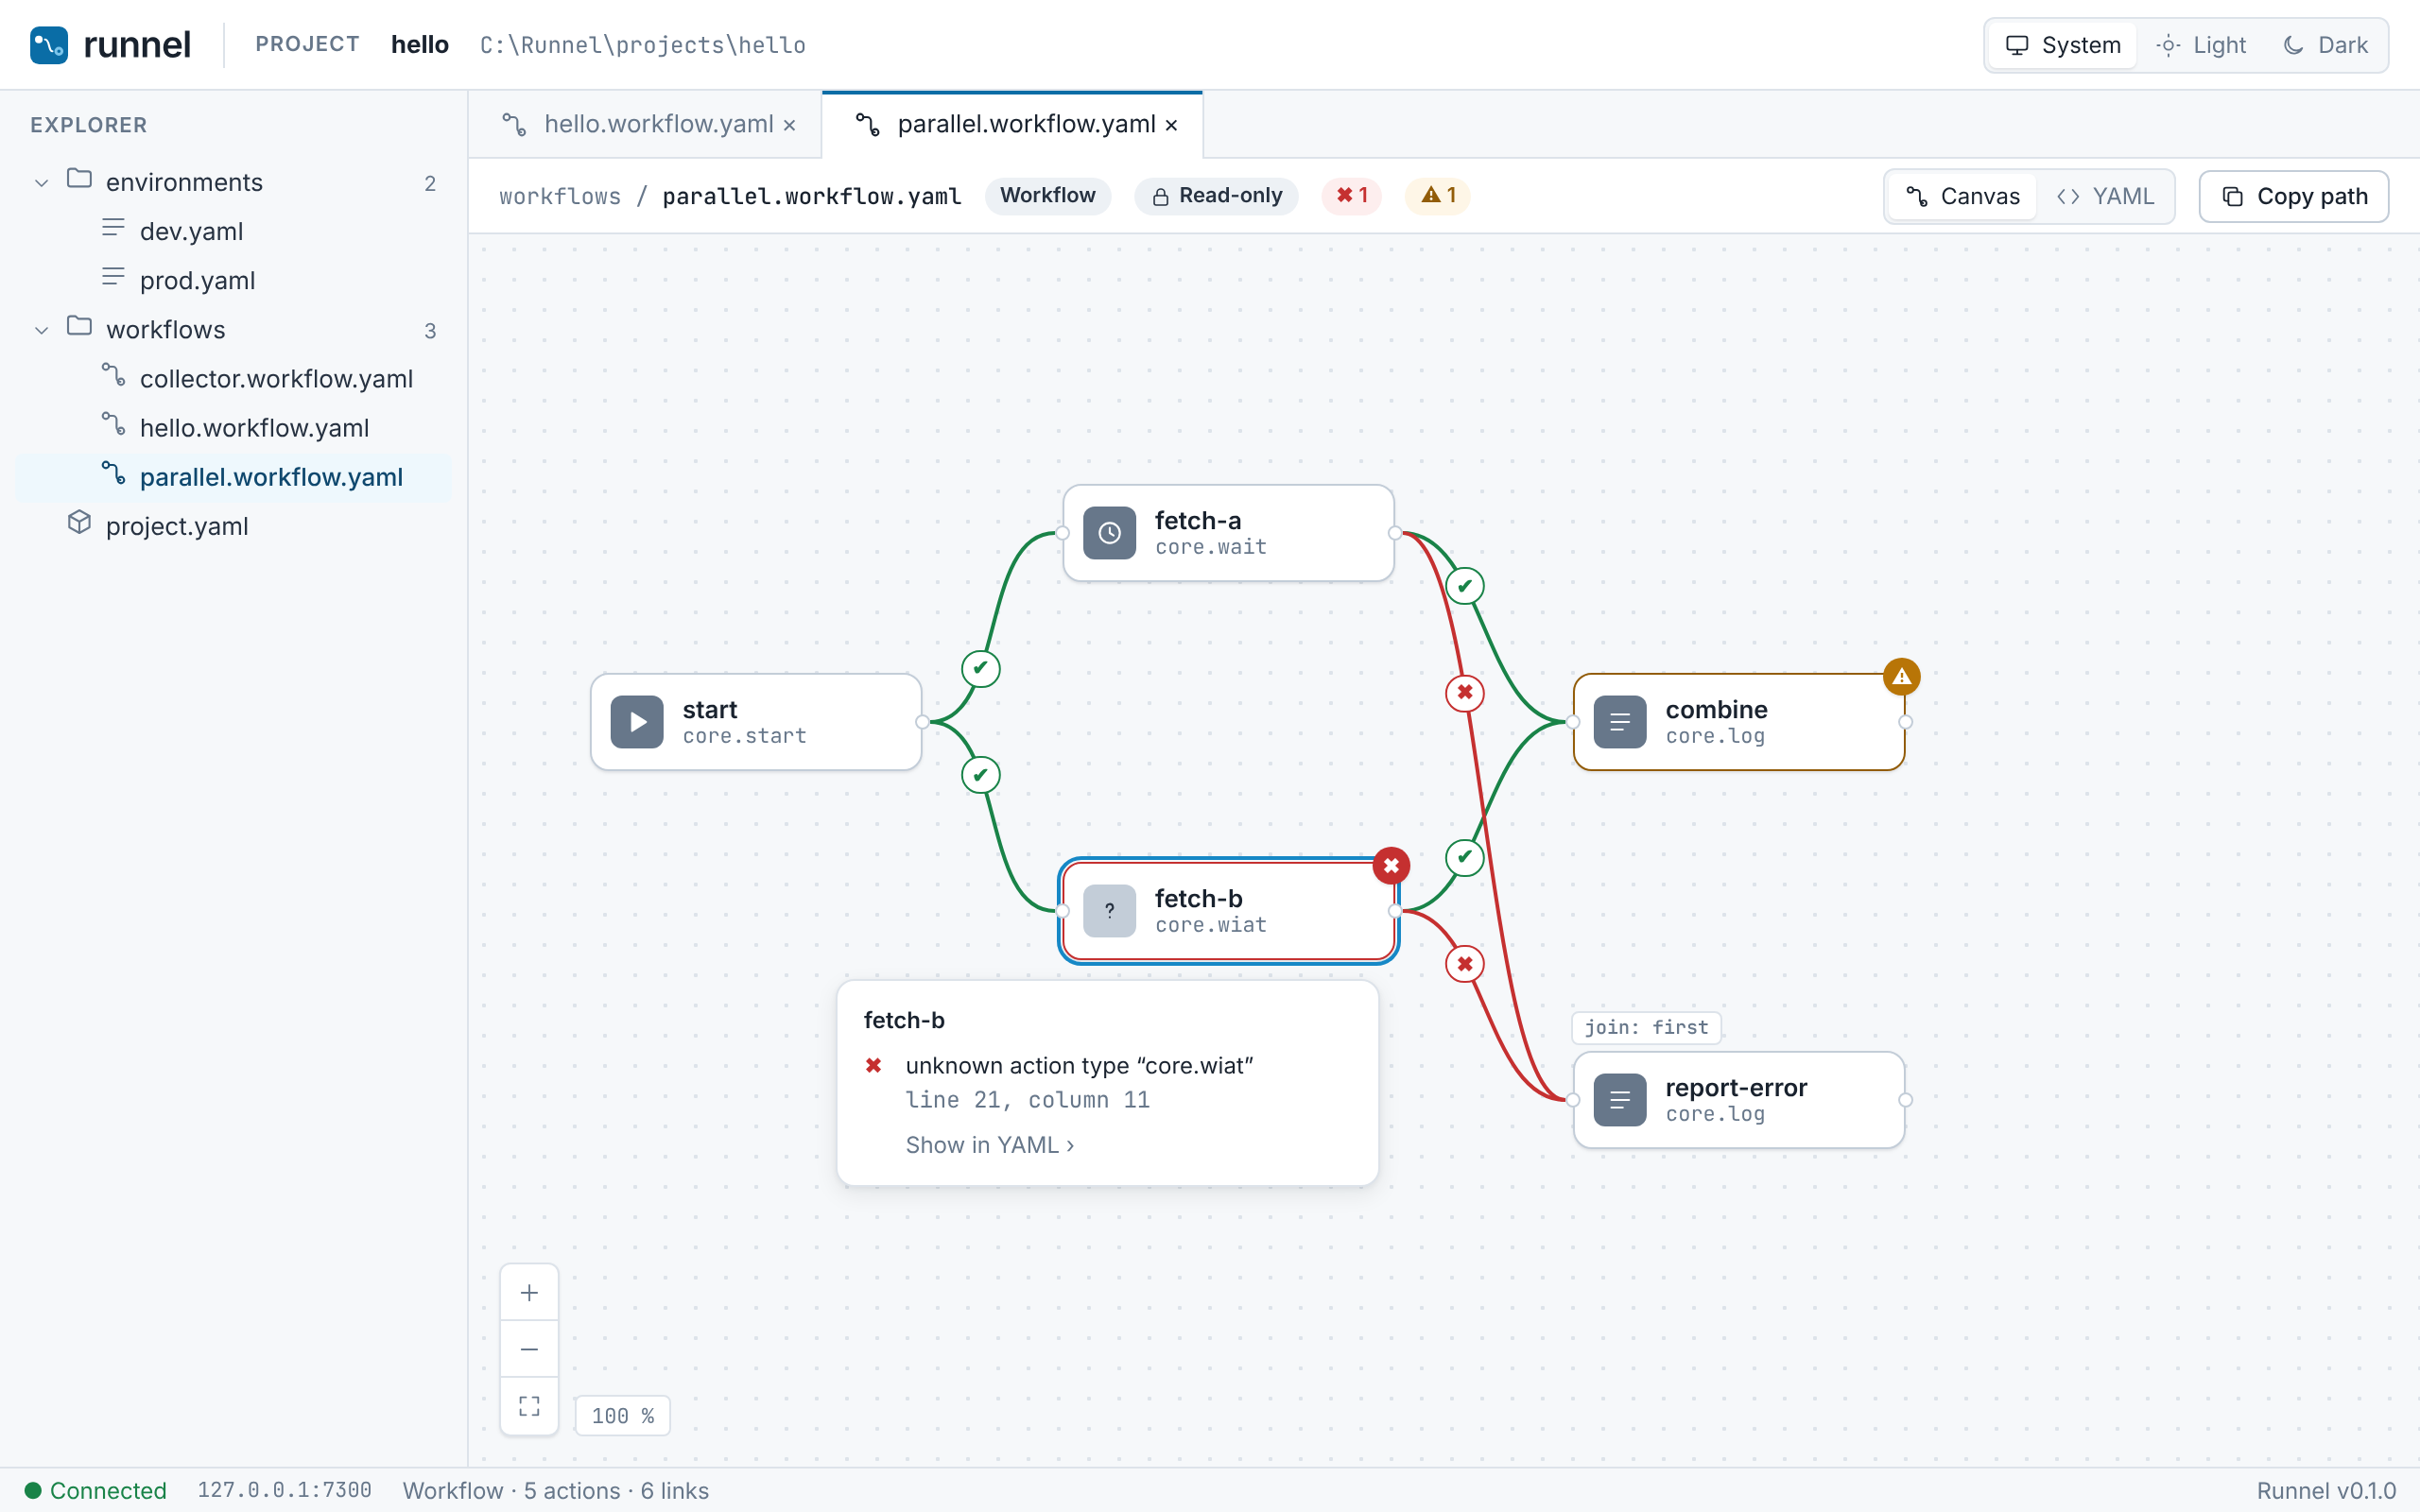 runnel
PROJECT hello C:\Runnel\projects\hello
System Light Dark
EXPLORER
environments 2
dev.yaml
prod.yaml
workflows 3
collector.workflow.yaml
hello.workflow.yaml
parallel.workflow.yaml
project.yaml
hello.workflow.yaml ×
parallel.workflow.yaml ×
workflows / parallel.workflow.yaml Workflow Read-only ✖ 1 ⚠ 1
Canvas YAML Copy path
fetch-a
core.wait
start
core.start
combine
core.log
? fetch-b
core.wiat
fetch-b
✖ unknown action type “core.wiat”
line 21, column 11
Show in YAML ›
join: first
report-error
core.log
100 %
Connected 127.0.0.1:7300 Workflow · 5 actions · 6 links
Runnel v0.1.0